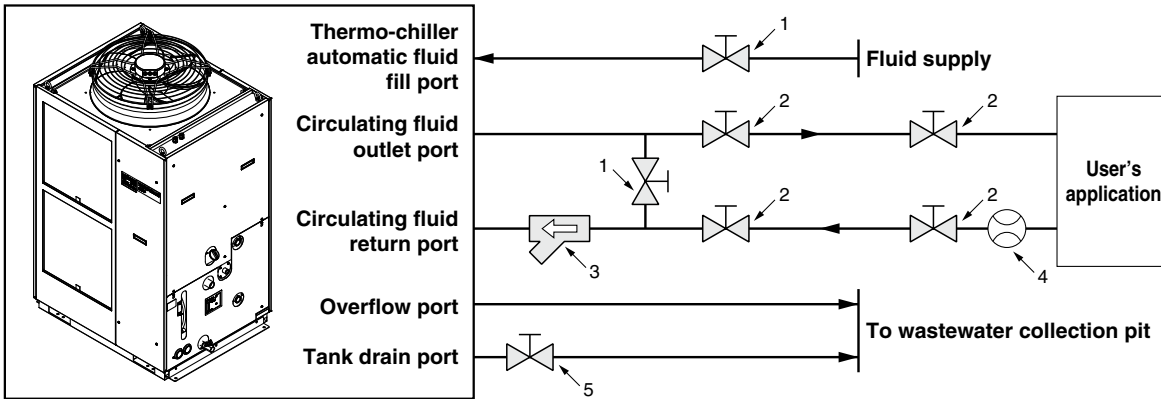 Thermo-chiller
automatic fluid
fill port
1
Fluid supply
Circulating fluid
outlet port
2
2
1
User's
application
Circulating fluid
return port
2
2
3
4
Overflow port
To wastewater collection pit
Tank drain port
5